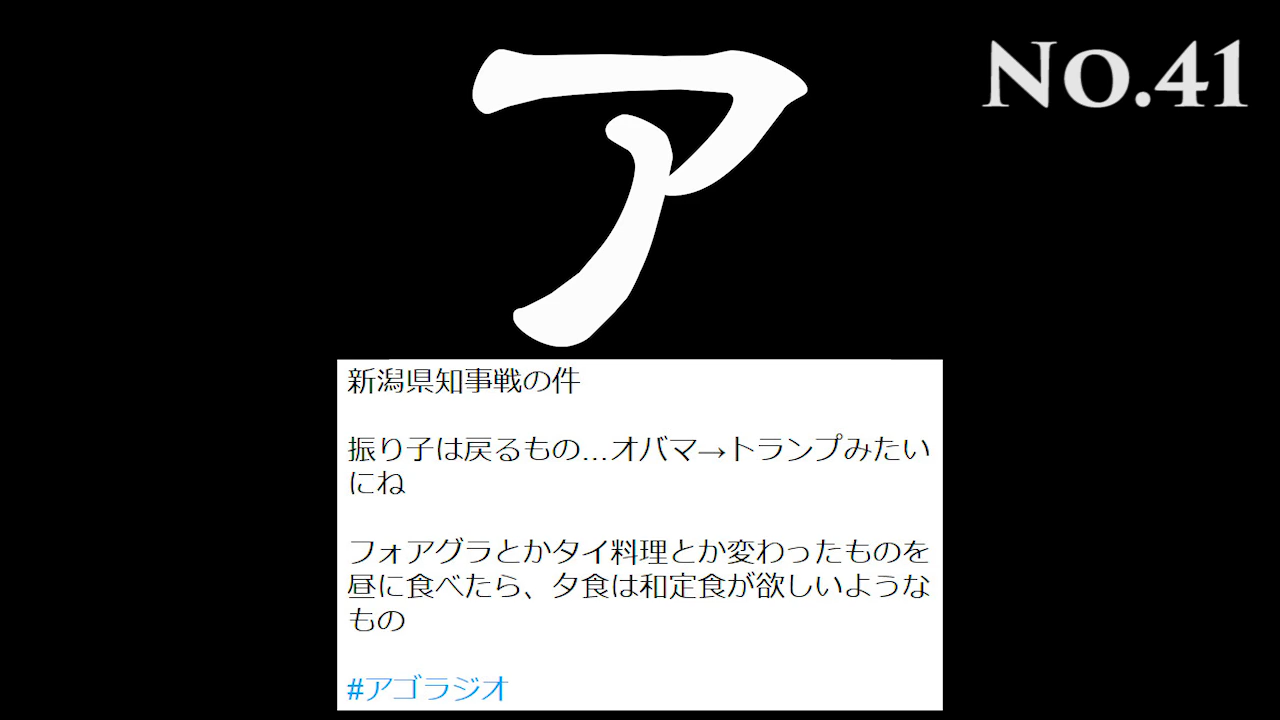 ア
No.41
新潟県知事戦の件
振り子は戻るもの…オバマ→トランプみたい
にね
フォアグラとかタイ料理とか変わったものを
昼に食べたら、夕食は和定食が欲しいような
もの
#アゴラジオ